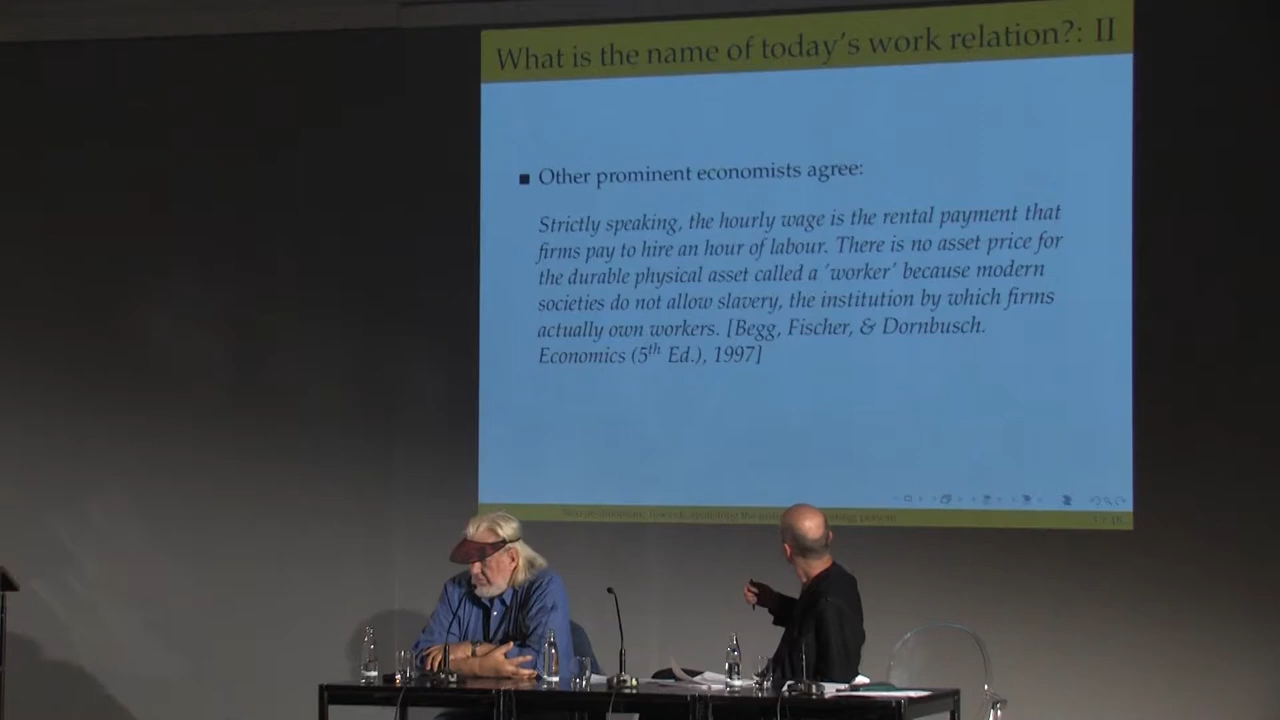 What is the name of today's work relation?: II
■ Other prominent economists agree:
Strictly speaking, the hourly wage is the rental payment that
firms pay to hire an hour of labour. There is no asset price for
the durable physical asset called a 'worker' because modern
societies do not allow slavery, the institution by which firms
actually own workers. [Begg, Fischer, & Dornbusch.
Economics (5th Ed.), 1997]